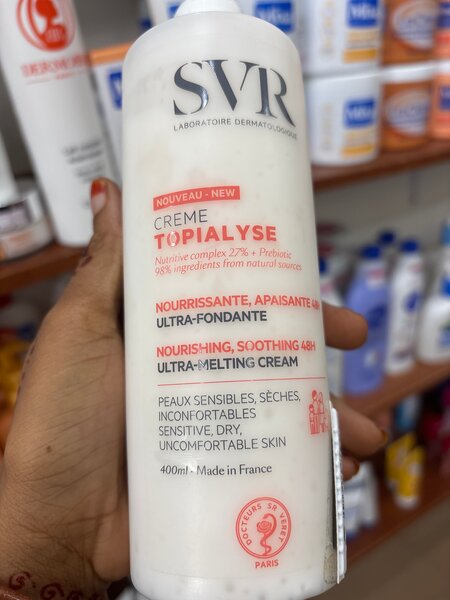 SVR
LABORATOIRE DERMATOLOGIQUE
NOUVEAU - NEW
CREME
TOPIALYSE
Nutritive complex 27% + Prebiotic
98% ingredients from natural sources
NOURRISSANTE, APAISANTE 48H
ULTRA-FONDANTE
NOURISHING, SOOTHING 48H
ULTRA-MELTING CREAM
PEAUX SENSIBLES, SÈCHES,
INCONFORTABLES
SENSITIVE, DRY,
UNCOMFORTABLE SKIN
400ml - Made in France
DOCTEURS SR VERET
PARIS